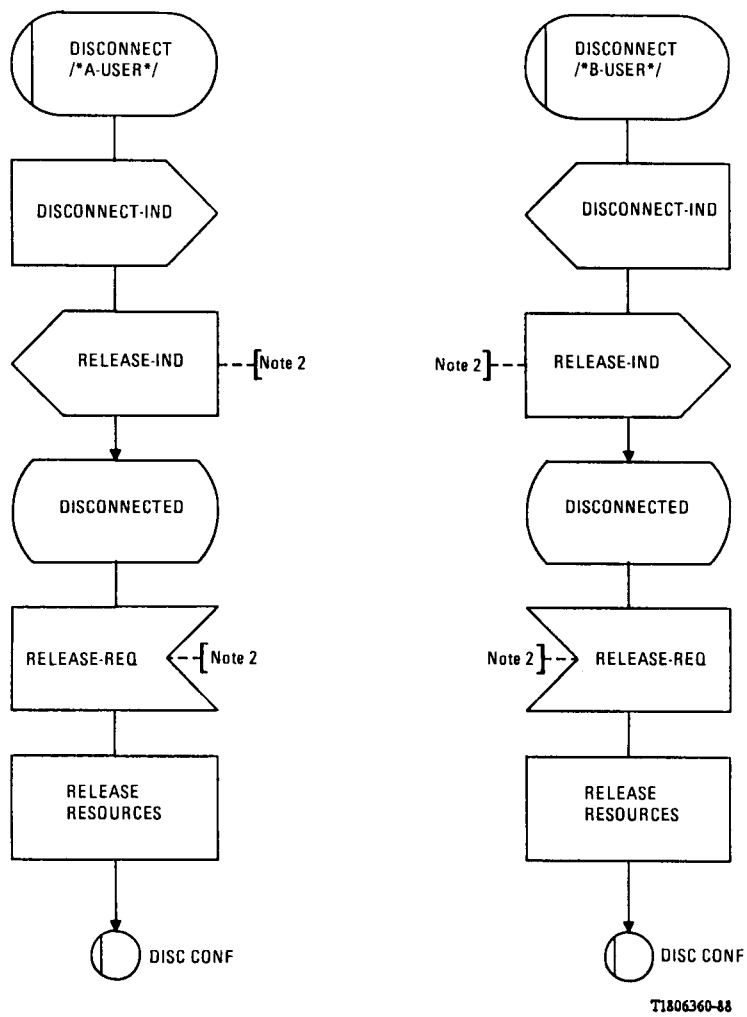 DISCONNECT
/*A-USER*/
DISCONNECT-IND
RELEASE-IND
Note 2
DISCONNECTED
RELEASE-REQ
Note 2
RELEASE
RESOURCES
DISC CONF
DISCONNECT
/*B-USER*/
DISCONNECT-IND
Note 2
RELEASE-IND
DISCONNECTED
Note 2
RELEASE-REQ
RELEASE
RESOURCES
DISC CONF
T1806360-88